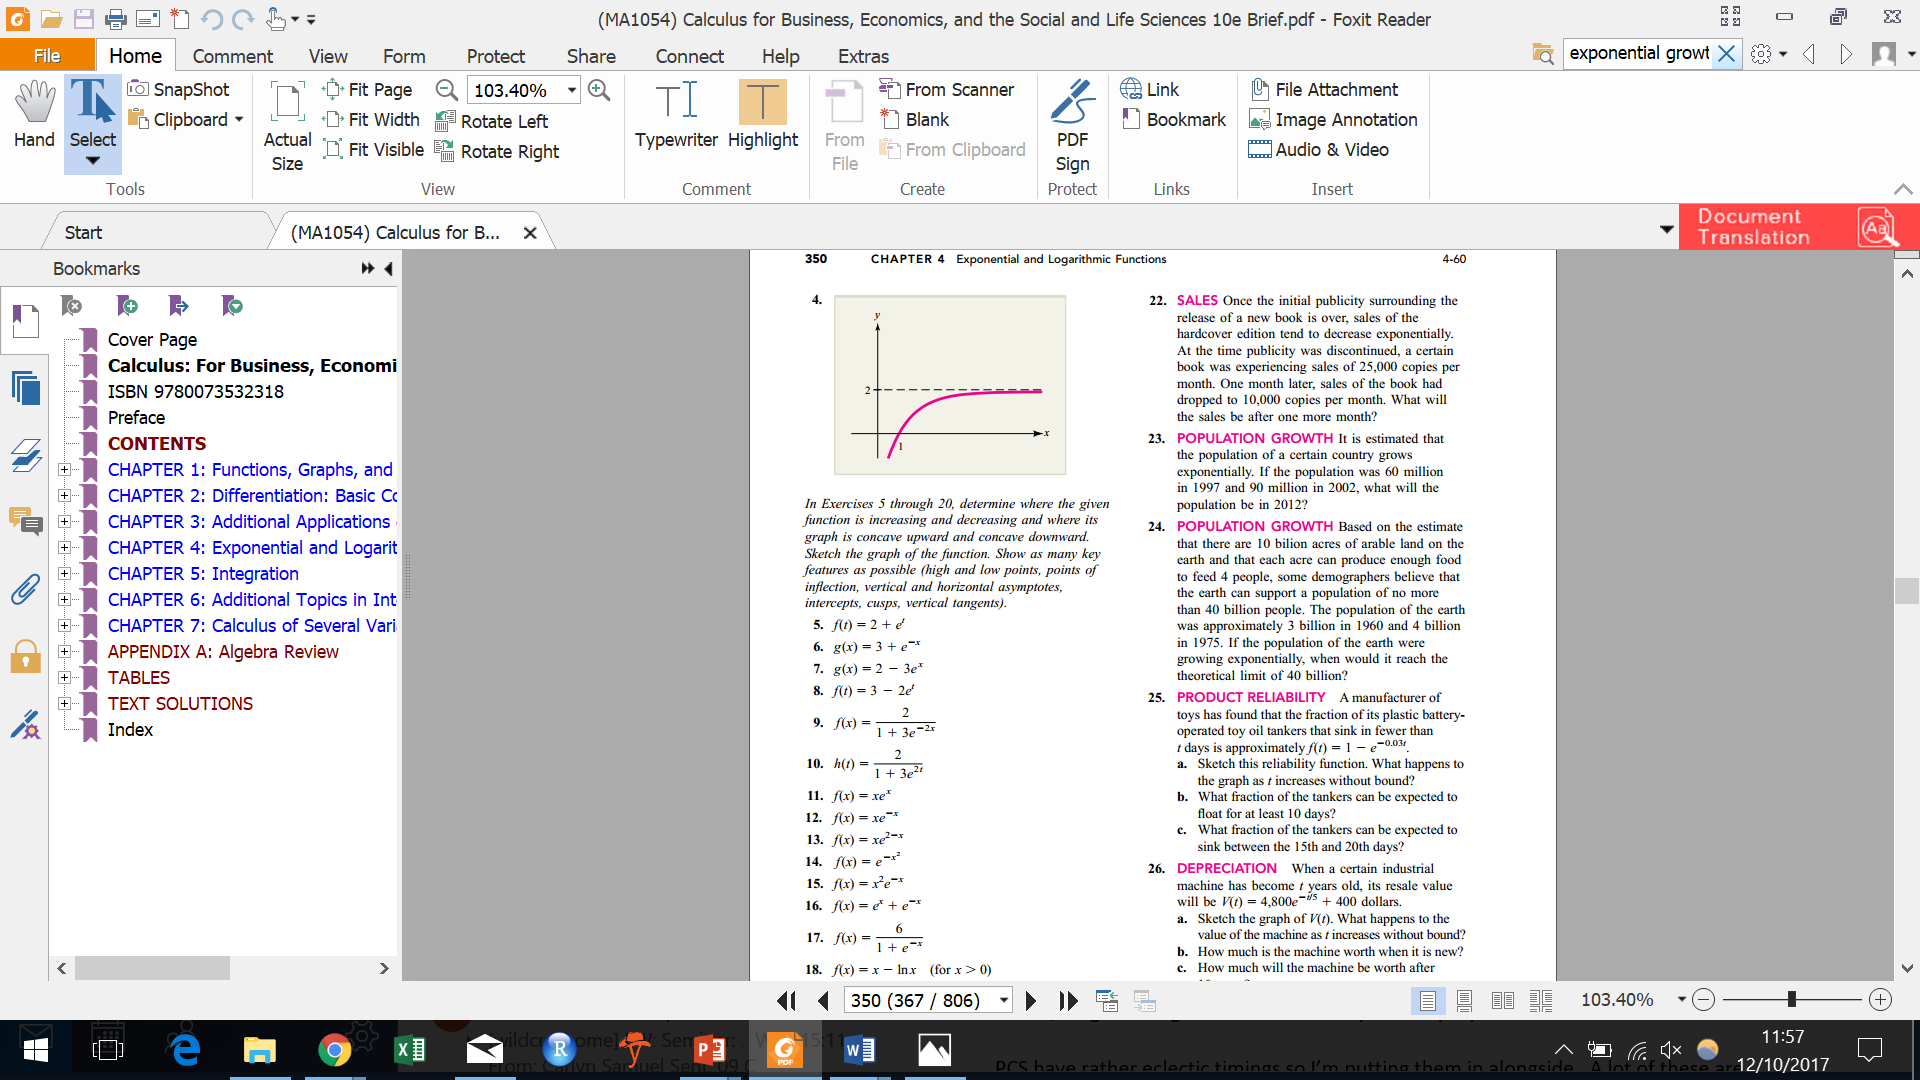 (MA1054) Calculus for Business, Economics, and the Social and Life Sciences 10e Brief.pdf - Foxit Reader
File Home Comment View Form Protect Share Connect Help Extras
exponential growt
Hand
Select
SnapShot
Clipboard
Tools
Actual Size
Fit Page
Fit Width
Fit Visible
103.40%
Rotate Left
Rotate Right
View
Typewriter
Highlight
Comment
From File
From Scanner
Blank
From Clipboard
Create
PDF Sign
Protect
Link
Bookmark
Links
File Attachment
Image Annotation
Audio & Video
Insert
Start
(MA1054) Calculus for B...
Document
Translation
Bookmarks
Cover Page
Calculus: For Business, Economi
ISBN 9780073532318
Preface
CONTENTS
CHAPTER 1: Functions, Graphs, and
CHAPTER 2: Differentiation: Basic Co
CHAPTER 3: Additional Applications
CHAPTER 4: Exponential and Logarit
CHAPTER 5: Integration
CHAPTER 6: Additional Topics in Int
CHAPTER 7: Calculus of Several Vari
APPENDIX A: Algebra Review
TABLES
TEXT SOLUTIONS
Index
350 CHAPTER 4 Exponential and Logarithmic Functions 4-60
4.
y
2
1
x
In Exercises 5 through 20, determine where the given
function is increasing and decreasing and where its
graph is concave upward and concave downward.
Sketch the graph of the function. Show as many key
features as possible (high and low points, points of
inflection, vertical and horizontal asymptotes,
intercepts, cusps, vertical tangents).
5. f(t) = 2 + e^t
6. g(x) = 3 + e^−x
7. g(x) = 2 − 3e^x
8. f(t) = 3 − 2e^t
9. f(x) = 2 / (1 + 3e^−2x)
10. h(t) = 2 / (1 + 3e^2t)
11. f(x) = xe^x
12. f(x) = xe^−x
13. f(x) = xe^2−x
14. f(x) = e^−x²
15. f(x) = x²e^−x
16. f(x) = e^x + e^−x
17. f(x) = 6 / (1 + e^−x)
18. f(x) = x − ln x (for x > 0)
22. SALES Once the initial publicity surrounding the
release of a new book is over, sales of the
hardcover edition tend to decrease exponentially.
At the time publicity was discontinued, a certain
book was experiencing sales of 25,000 copies per
month. One month later, sales of the book had
dropped to 10,000 copies per month. What will
the sales be after one more month?
23. POPULATION GROWTH It is estimated that
the population of a certain country grows
exponentially. If the population was 60 million
in 1997 and 90 million in 2002, what will the
population be in 2012?
24. POPULATION GROWTH Based on the estimate
that there are 10 bilion acres of arable land on the
earth and that each acre can produce enough food
to feed 4 people, some demographers believe that
the earth can support a population of no more
than 40 billion people. The population of the earth
was approximately 3 billion in 1960 and 4 billion
in 1975. If the population of the earth were
growing exponentially, when would it reach the
theoretical limit of 40 billion?
25. PRODUCT RELIABILITY A manufacturer of
toys has found that the fraction of its plastic battery-
operated toy oil tankers that sink in fewer than
t days is approximately f(t) = 1 − e^−0.03t.
a. Sketch this reliability function. What happens to
the graph as t increases without bound?
b. What fraction of the tankers can be expected to
float for at least 10 days?
c. What fraction of the tankers can be expected to
sink between the 15th and 20th days?
26. DEPRECIATION When a certain industrial
machine has become t years old, its resale value
will be V(t) = 4,800e^−t/5 + 400 dollars.
a. Sketch the graph of V(t). What happens to the
value of the machine as t increases without bound?
b. How much is the machine worth when it is new?
c. How much will the machine be worth after
350 (367 / 806)
103.40%
11:57
12/10/2017
PCS have rather eclectic timings so I'm putting them in alongside. A lot of these are